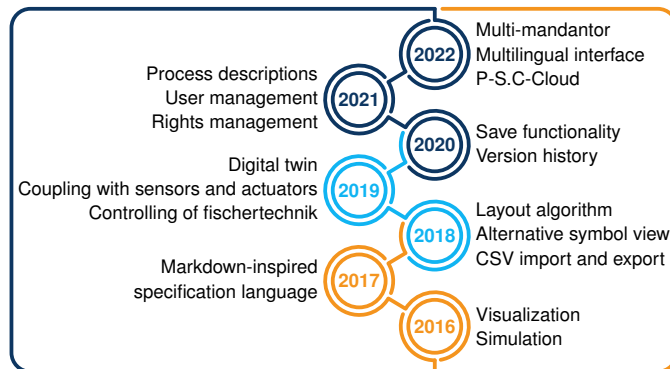 Multi-mandantor
Multilingual interface
P-S.C-Cloud
2022
Process descriptions
User management
Rights management
2021
Save functionality
Version history
2020
Digital twin
Coupling with sensors and actuators
Controlling of fischertechnik
2019
Layout algorithm
Alternative symbol view
CSV import and export
2018
Markdown-inspired
specification language
2017
Visualization
Simulation
2016